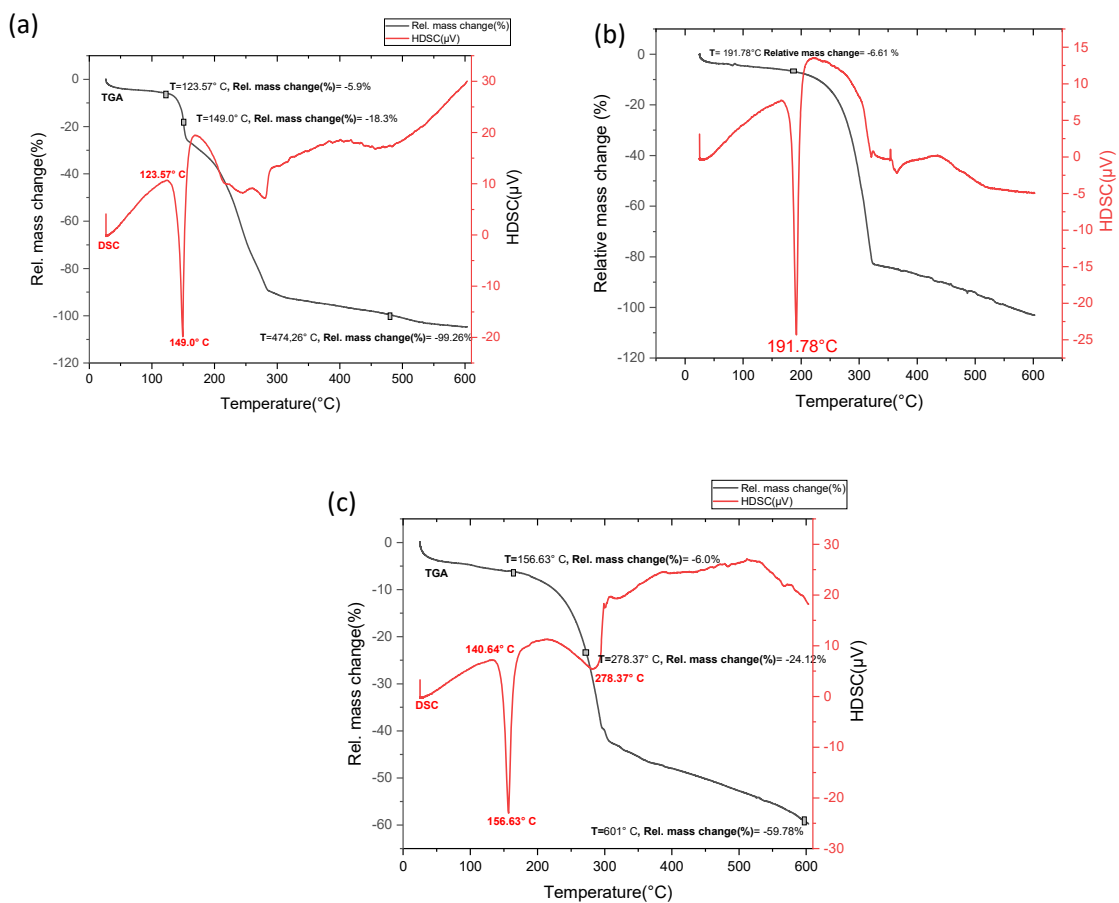 (a)
Rel. mass change(%)
HDSC(µV)
TGA
T=123.57° C, Rel. mass change(%)= -5.9%
T=149.0° C, Rel. mass change(%)= -18.3%
123.57° C
DSC
149.0° C
T=474,26° C, Rel. mass change(%)= -99.26%
0
-20
-40
-60
-80
-100
-120
Rel. mass change(%)
30
20
10
0
-10
-20
HDSC(µV)
0
100
200
300
400
500
600
Temperature(°C)
(b)
T= 191.78°C Relative mass change= -6.61 %
191.78°C
0
-20
-40
-60
-80
-100
-120
Relative mass change (%)
15
10
5
0
-5
-10
-15
-20
-25
HDSC(µV)
0
100
200
300
400
500
600
Temperature(°C)
(c)
Rel. mass change(%)
HDSC(µV)
TGA
T=156.63° C, Rel. mass change(%)= -6.0%
140.64° C
T=278.37° C, Rel. mass change(%)= -24.12%
278.37° C
DSC
156.63° C
T=601° C, Rel. mass change(%)= -59.78%
0
-10
-20
-30
-40
-50
-60
Rel. mass change(%)
30
20
10
0
-10
-20
-30
HDSC(µV)
0
100
200
300
400
500
600
Temperature(°C)